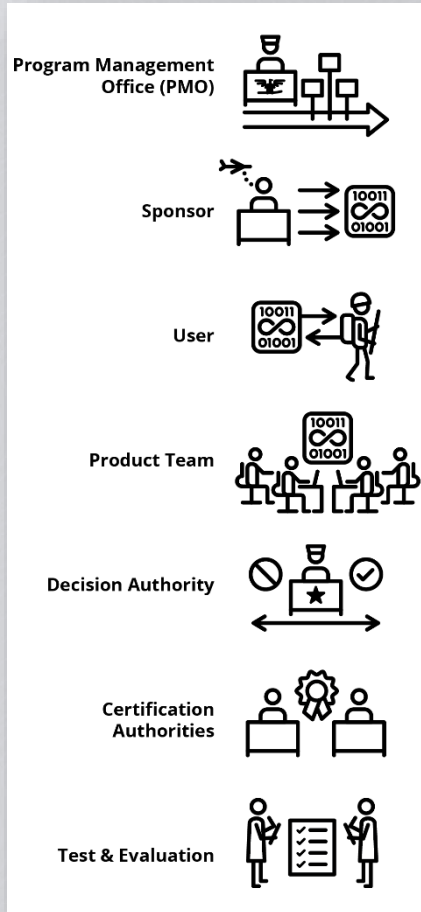 Program Management
Office (PMO)
Sponsor
10011
01001
User
10011
01001
Product Team
10011
01001
Decision Authority
Certification
Authorities
Test & Evaluation